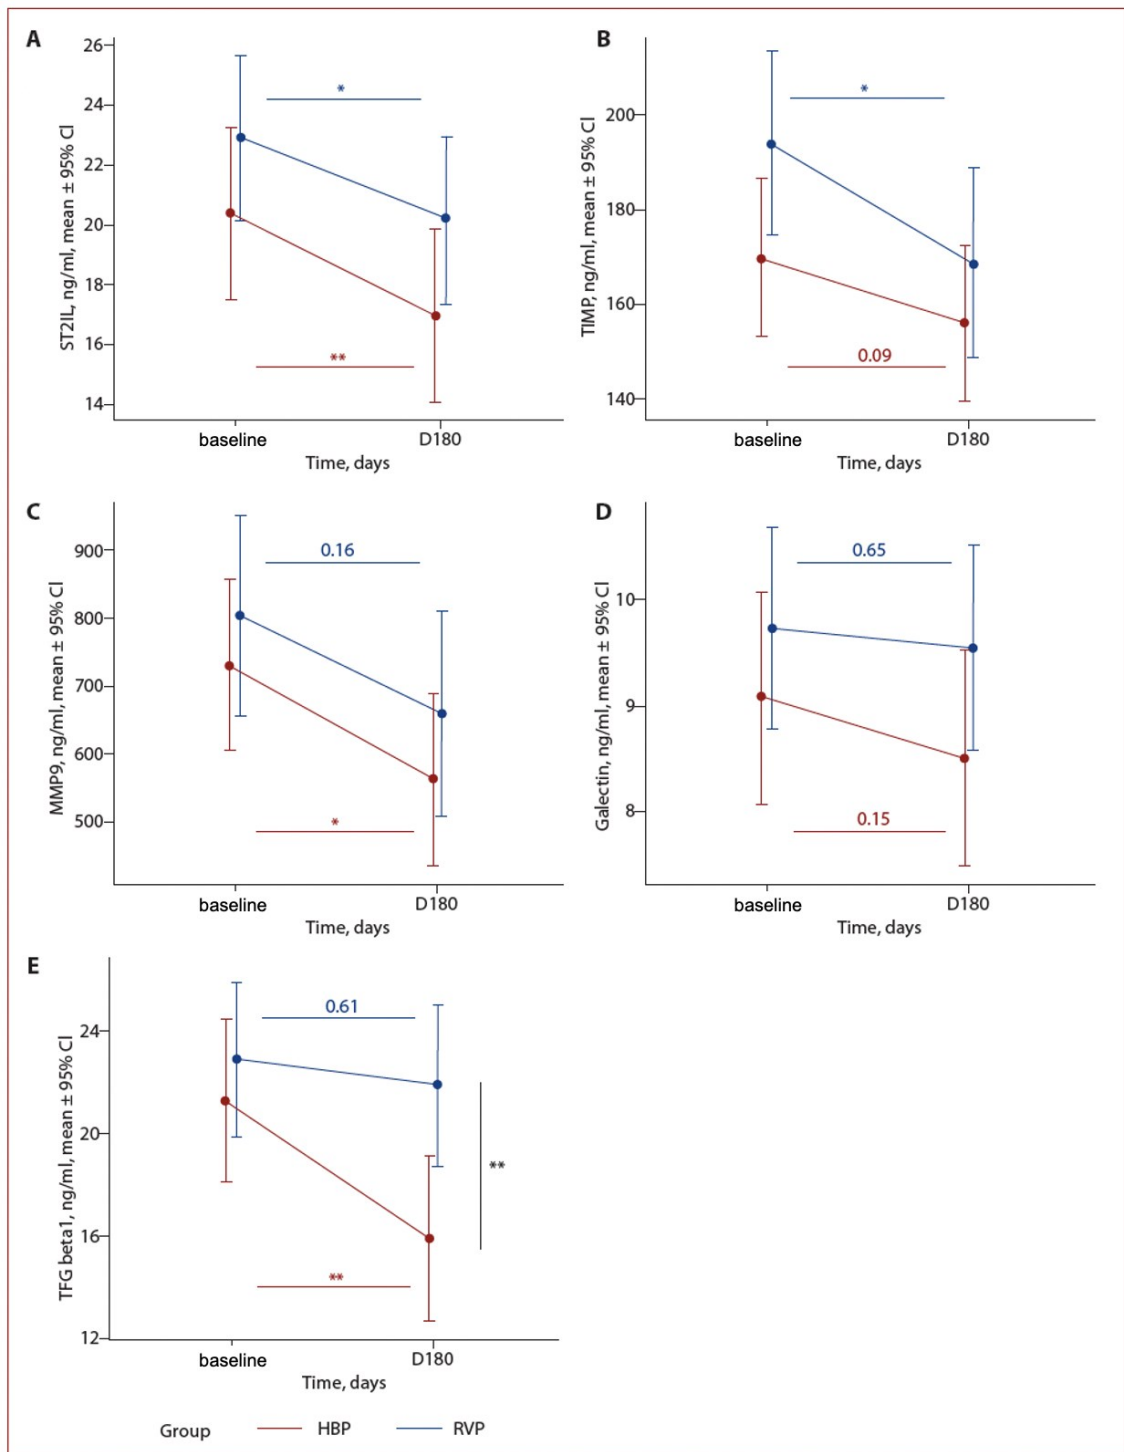 A
ST2IL, ng/ml, mean ± 95% CI
26
24
22
20
18
16
14
*
**
baseline
D180
Time, days
B
TIMP, ng/ml, mean ± 95% CI
200
180
160
140
*
0.09
baseline
D180
Time, days
C
MMP9, ng/ml, mean ± 95% CI
900
800
700
600
500
0.16
*
baseline
D180
Time, days
D
Galectin, ng/ml, mean ± 95% CI
10
9
8
0.65
0.15
baseline
D180
Time, days
E
TFG beta1, ng/ml, mean ± 95% CI
24
20
16
12
0.61
**
**
baseline
D180
Time, days
Group HBP RVP